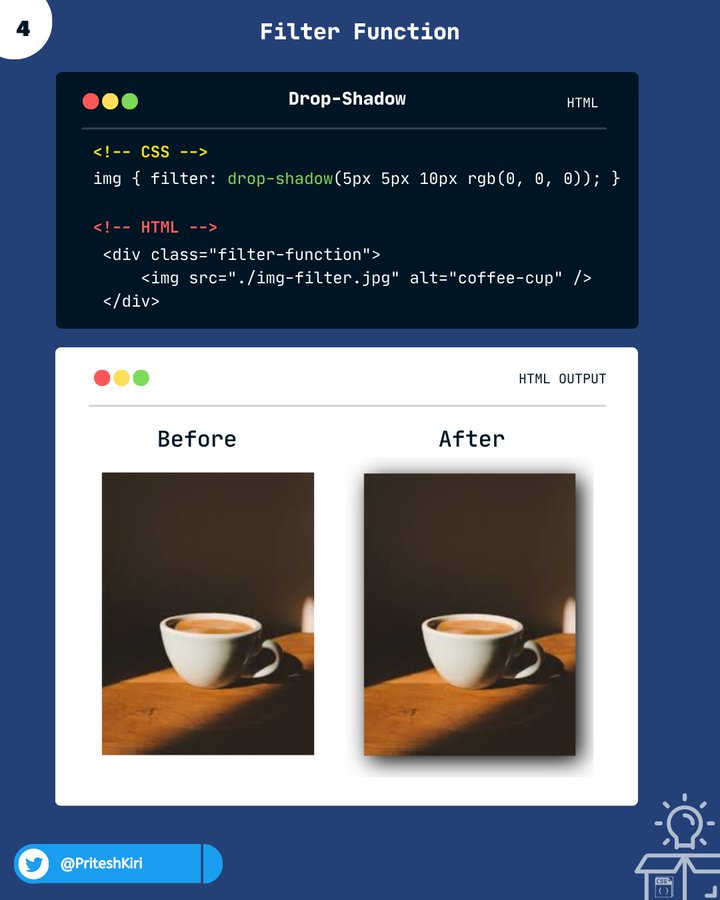 4
Filter Function
Drop-Shadow
HTML
<!-- CSS -->
img { filter: drop-shadow(5px 5px 10px rgb(0, 0, 0)); }
<!-- HTML -->
<div class="filter-function">
<img src="./img-filter.jpg" alt="coffee-cup" />
</div>
HTML OUTPUT
Before
After
@PriteshKiri
CSS
{ }